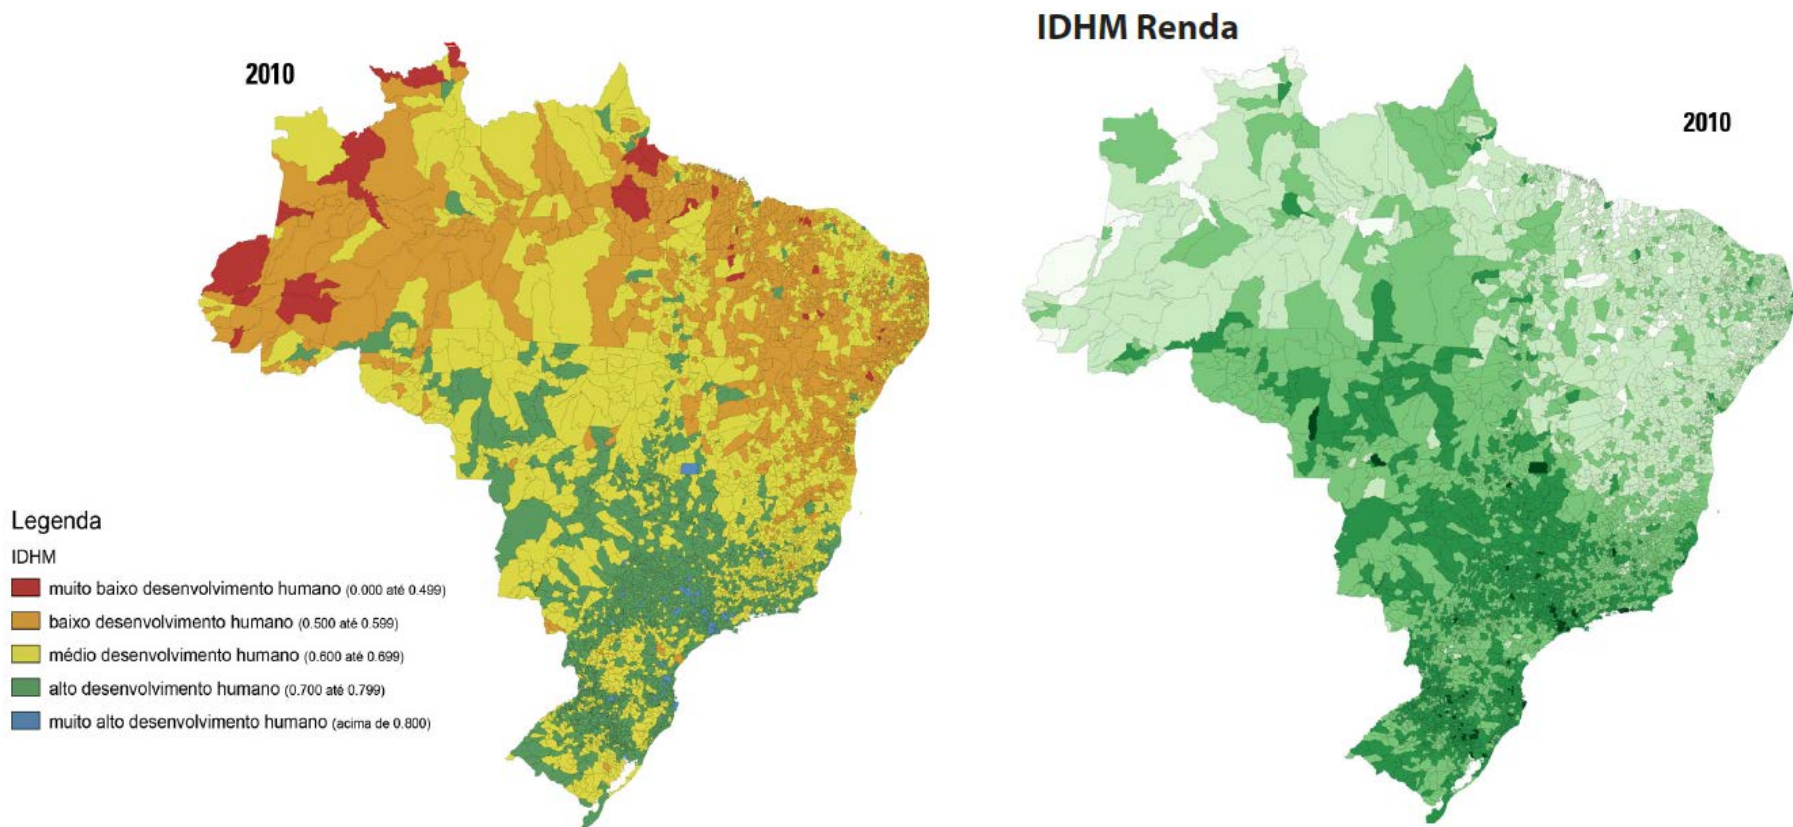 2010
Legenda
IDHM
muito baixo desenvolvimento humano (0.000 até 0.499)
baixo desenvolvimento humano (0.500 até 0.599)
médio desenvolvimento humano (0.600 até 0.699)
alto desenvolvimento humano (0.700 até 0.799)
muito alto desenvolvimento humano (acima de 0.800)
IDHM Renda
2010